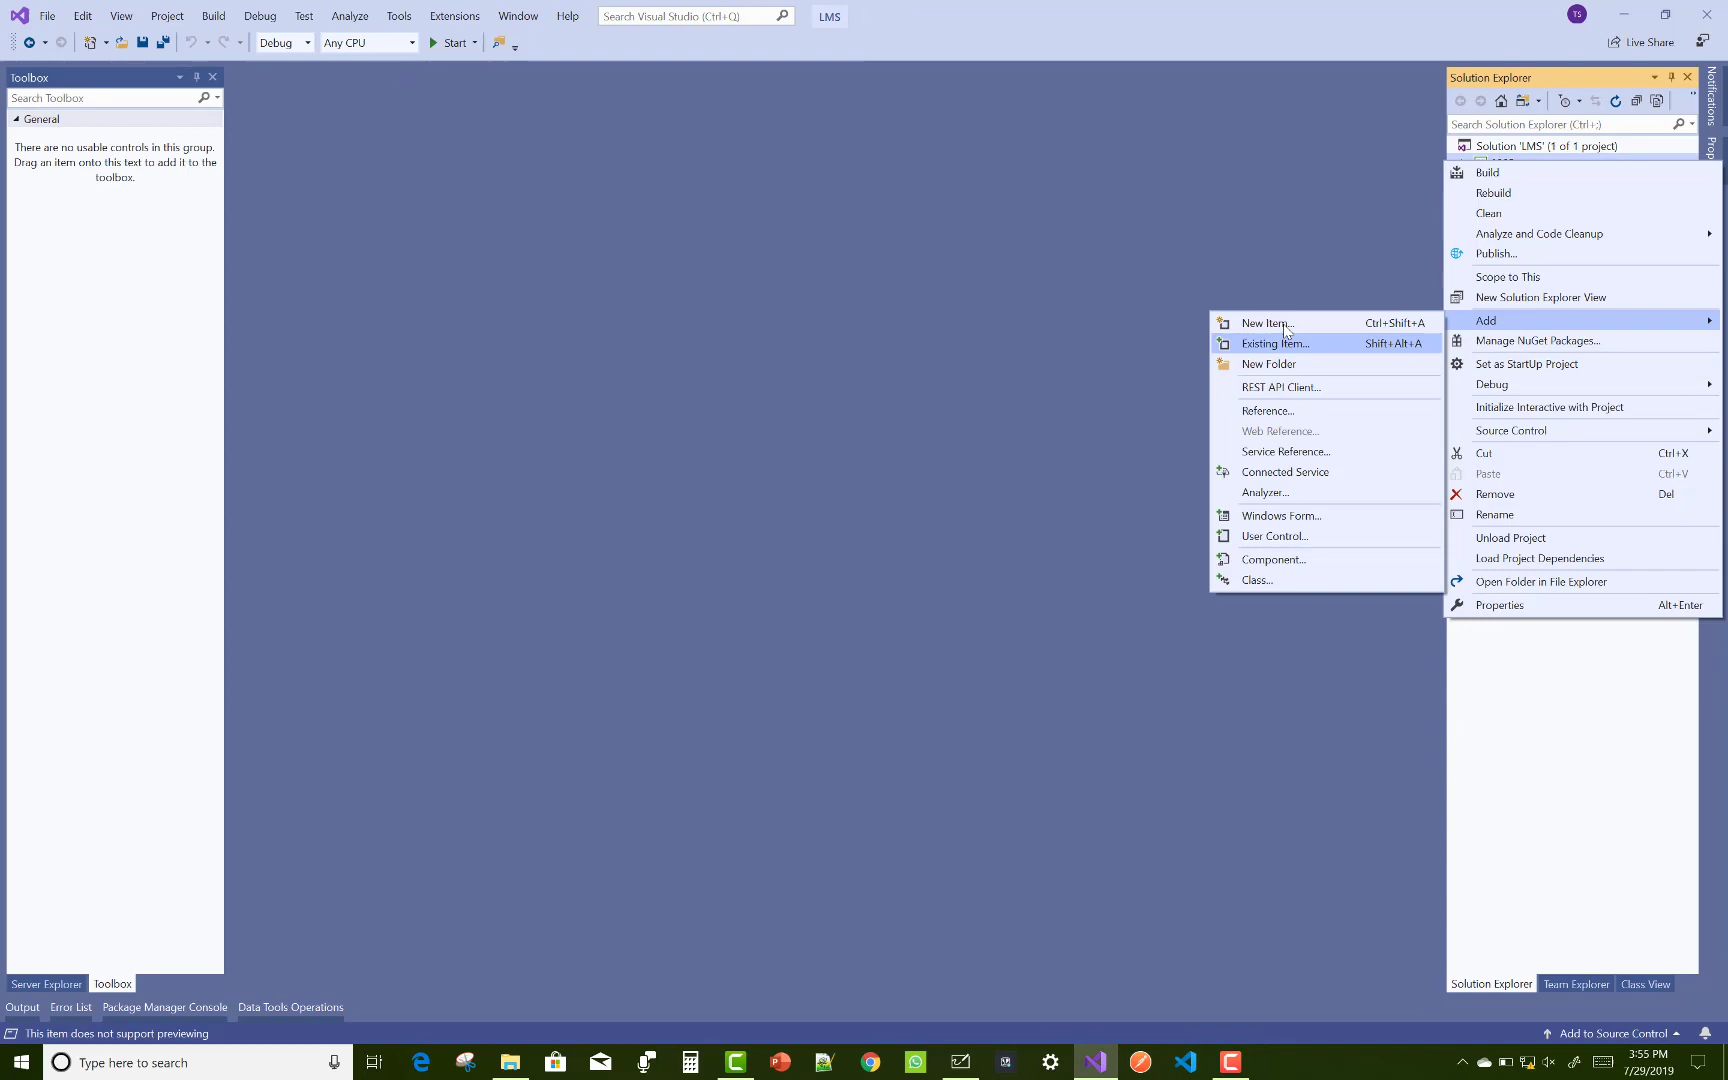 File Edit View Project Build Debug Test Analyze Tools Extensions Window Help Search Visual Studio (Ctrl+Q) LMS TS
Debug Any CPU Start Live Share
Toolbox
Search Toolbox
General
There are no usable controls in this group.
Drag an item onto this text to add it to the
toolbox.
Server Explorer Toolbox
Solution Explorer
Search Solution Explorer (Ctrl+;)
Solution 'LMS' (1 of 1 project)
Notifications
Build
Rebuild
Clean
Analyze and Code Cleanup
Publish...
Scope to This
New Solution Explorer View
Add
Manage NuGet Packages...
Set as StartUp Project
Debug
Initialize Interactive with Project
Source Control
Cut Ctrl+X
Paste Ctrl+V
Remove Del
Rename
Unload Project
Load Project Dependencies
Open Folder in File Explorer
Properties Alt+Enter
New Item... Ctrl+Shift+A
Existing Item... Shift+Alt+A
New Folder
REST API Client...
Reference...
Web Reference...
Service Reference...
Connected Service
Analyzer...
Windows Form...
User Control...
Component...
Class...
Solution Explorer Team Explorer Class View
Output Error List Package Manager Console Data Tools Operations
This item does not support previewing Add to Source Control
Type here to search
3:55 PM
7/29/2019